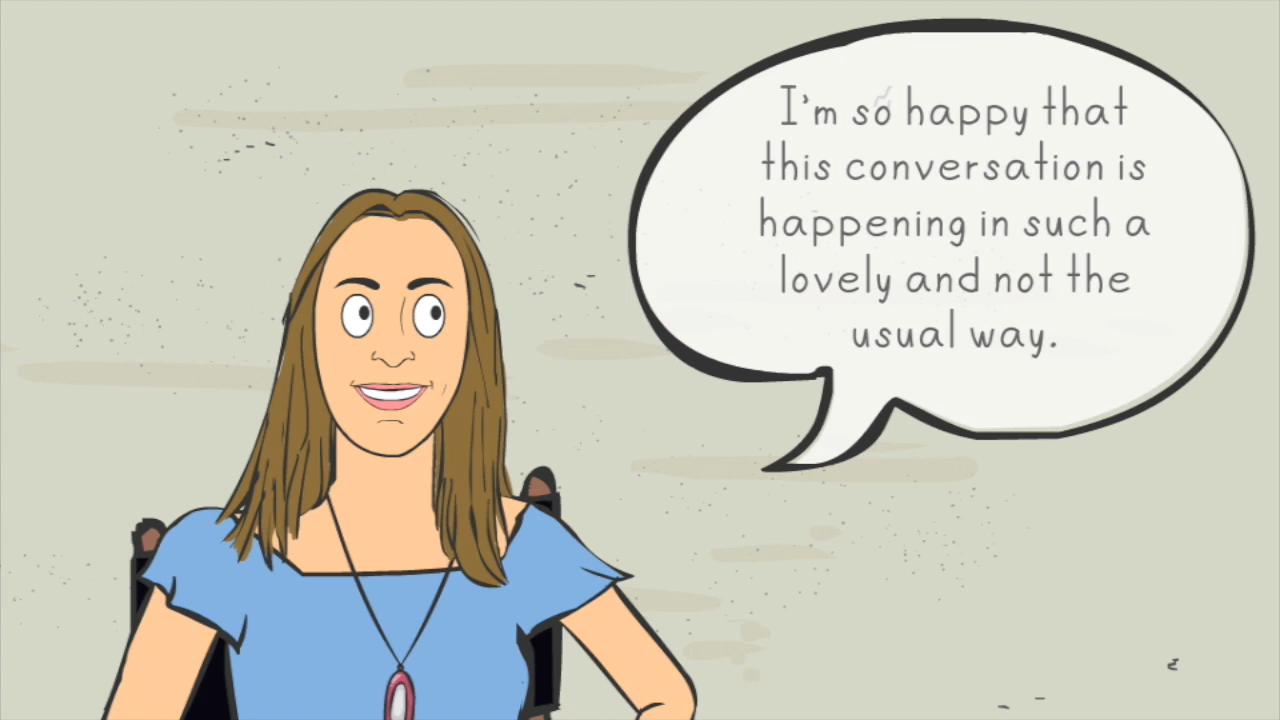 I'm so happy that
this conversation is
happening in such a
lovely and not the
usual way.